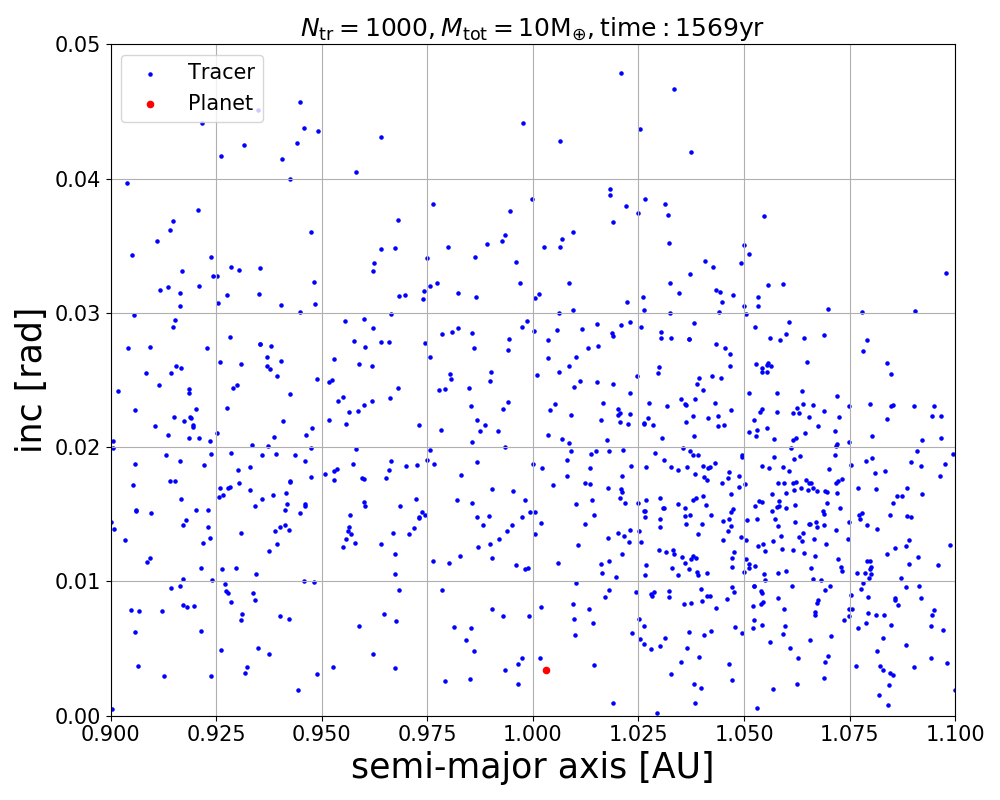 N_tr = 1000, M_tot = 10M_⊕, time : 1569yr
Tracer
Planet
inc [rad]
0.05
0.04
0.03
0.02
0.01
0.00
0.900 0.925 0.950 0.975 1.000 1.025 1.050 1.075 1.100
semi-major axis [AU]